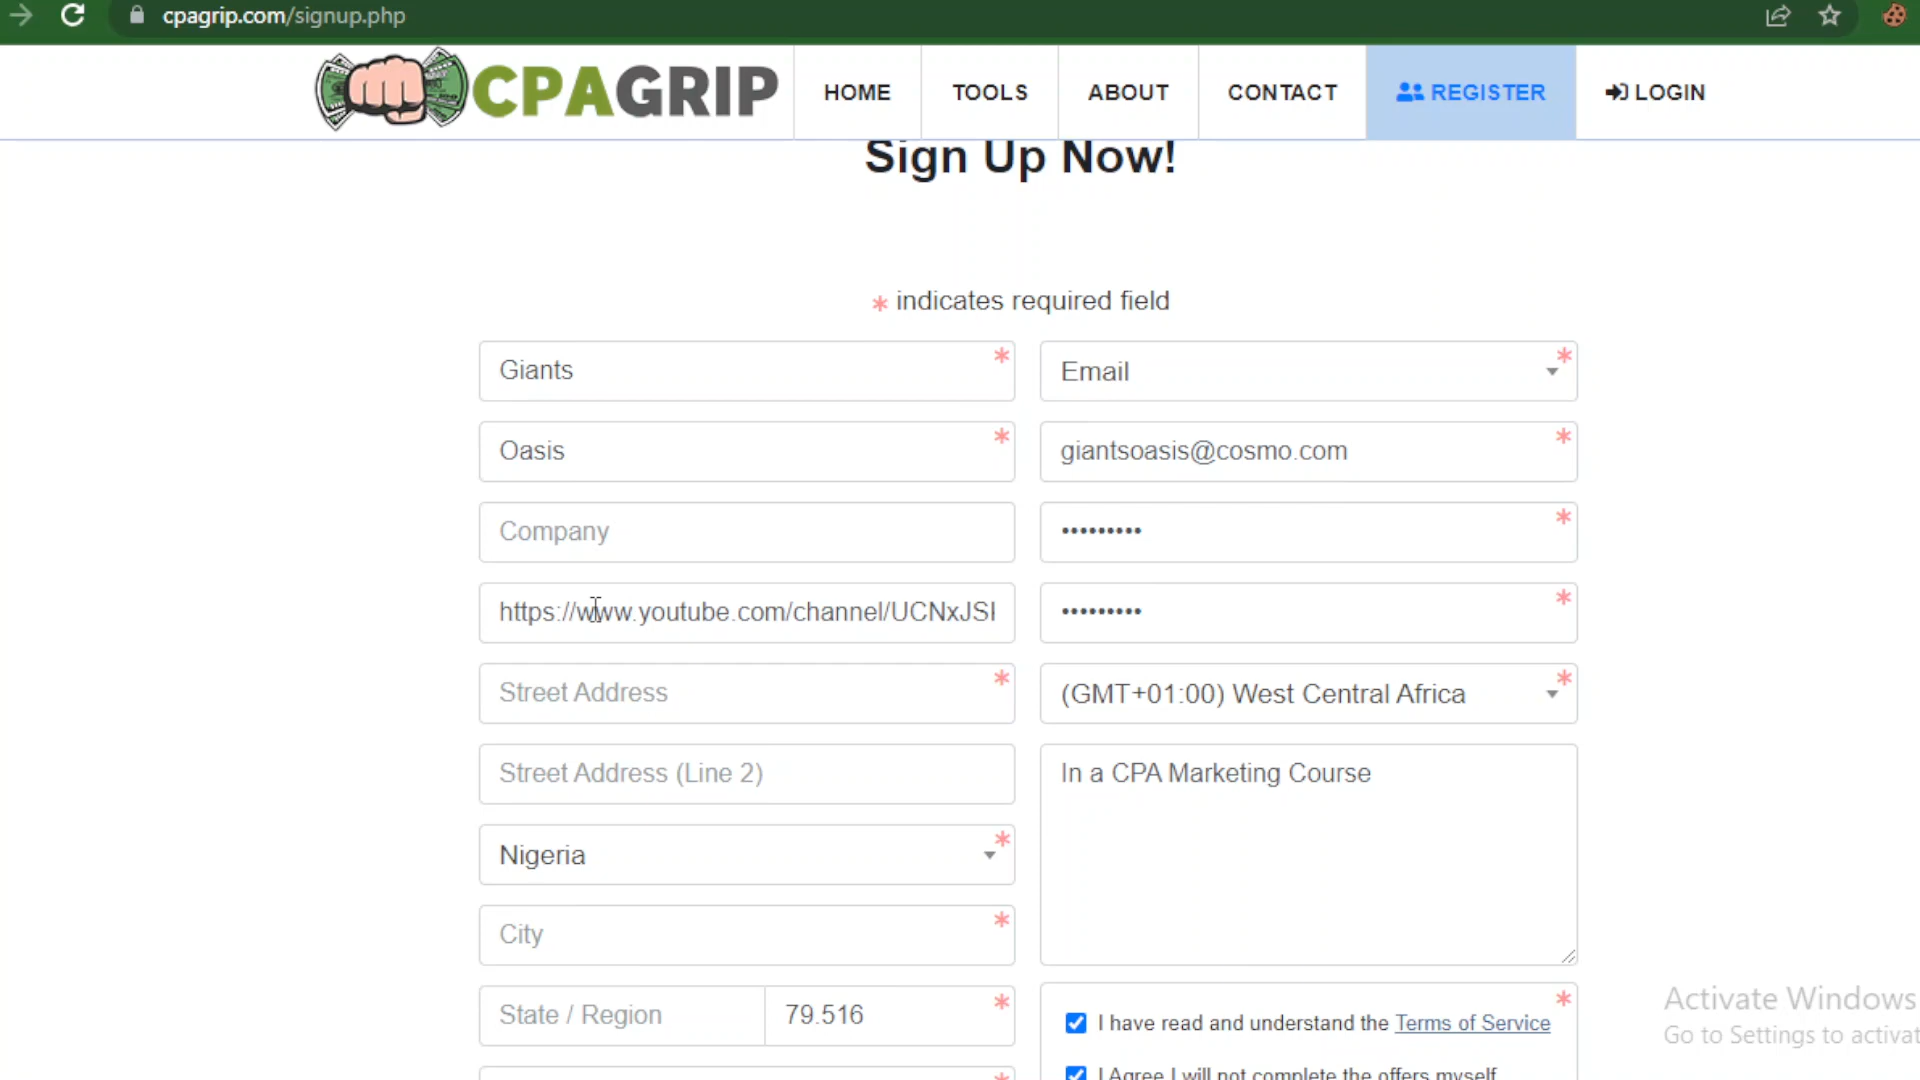 cpagrip.com/signup.php
CPAGRIP
HOME
TOOLS
ABOUT
CONTACT
REGISTER
LOGIN
Sign Up Now!
* indicates required field
Giants *
Email *
Oasis *
giantsoasis@cosmo.com *
Company
••••••••• *
https://www.youtube.com/channel/UCNxJSI
••••••••• *
Street Address *
(GMT+01:00) West Central Africa *
Street Address (Line 2)
In a CPA Marketing Course
Nigeria *
City *
State / Region
79.516 *
I have read and understand the Terms of Service *
I Agree I will not complete the offers myself
Activate Windows
Go to Settings to activat